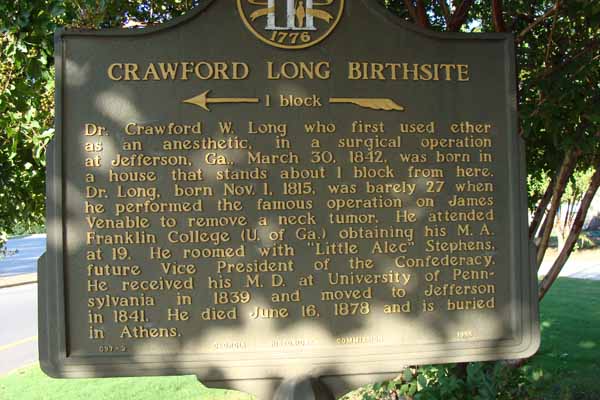 1776
CRAWFORD LONG BIRTHSITE
1 block
Dr. Crawford W. Long who first used ether
as an anesthetic, in a surgical operation
at Jefferson, Ga., March 30, 1842, was born in
a house that stands about 1 block from here.
Dr. Long, born Nov. 1, 1815, was barely 27 when
he performed the famous operation on James
Venable to remove a neck tumor. He attended
Franklin College (U. of Ga.) obtaining his M. A.
at 19. He roomed with "Little Alec" Stephens,
future Vice President of the Confederacy.
He received his M. D. at University of Penn-
sylvania in 1839 and moved to Jefferson
in 1841. He died June 16, 1878 and is buried
in Athens.
097-2 GEORGIA HISTORICAL COMMISSION